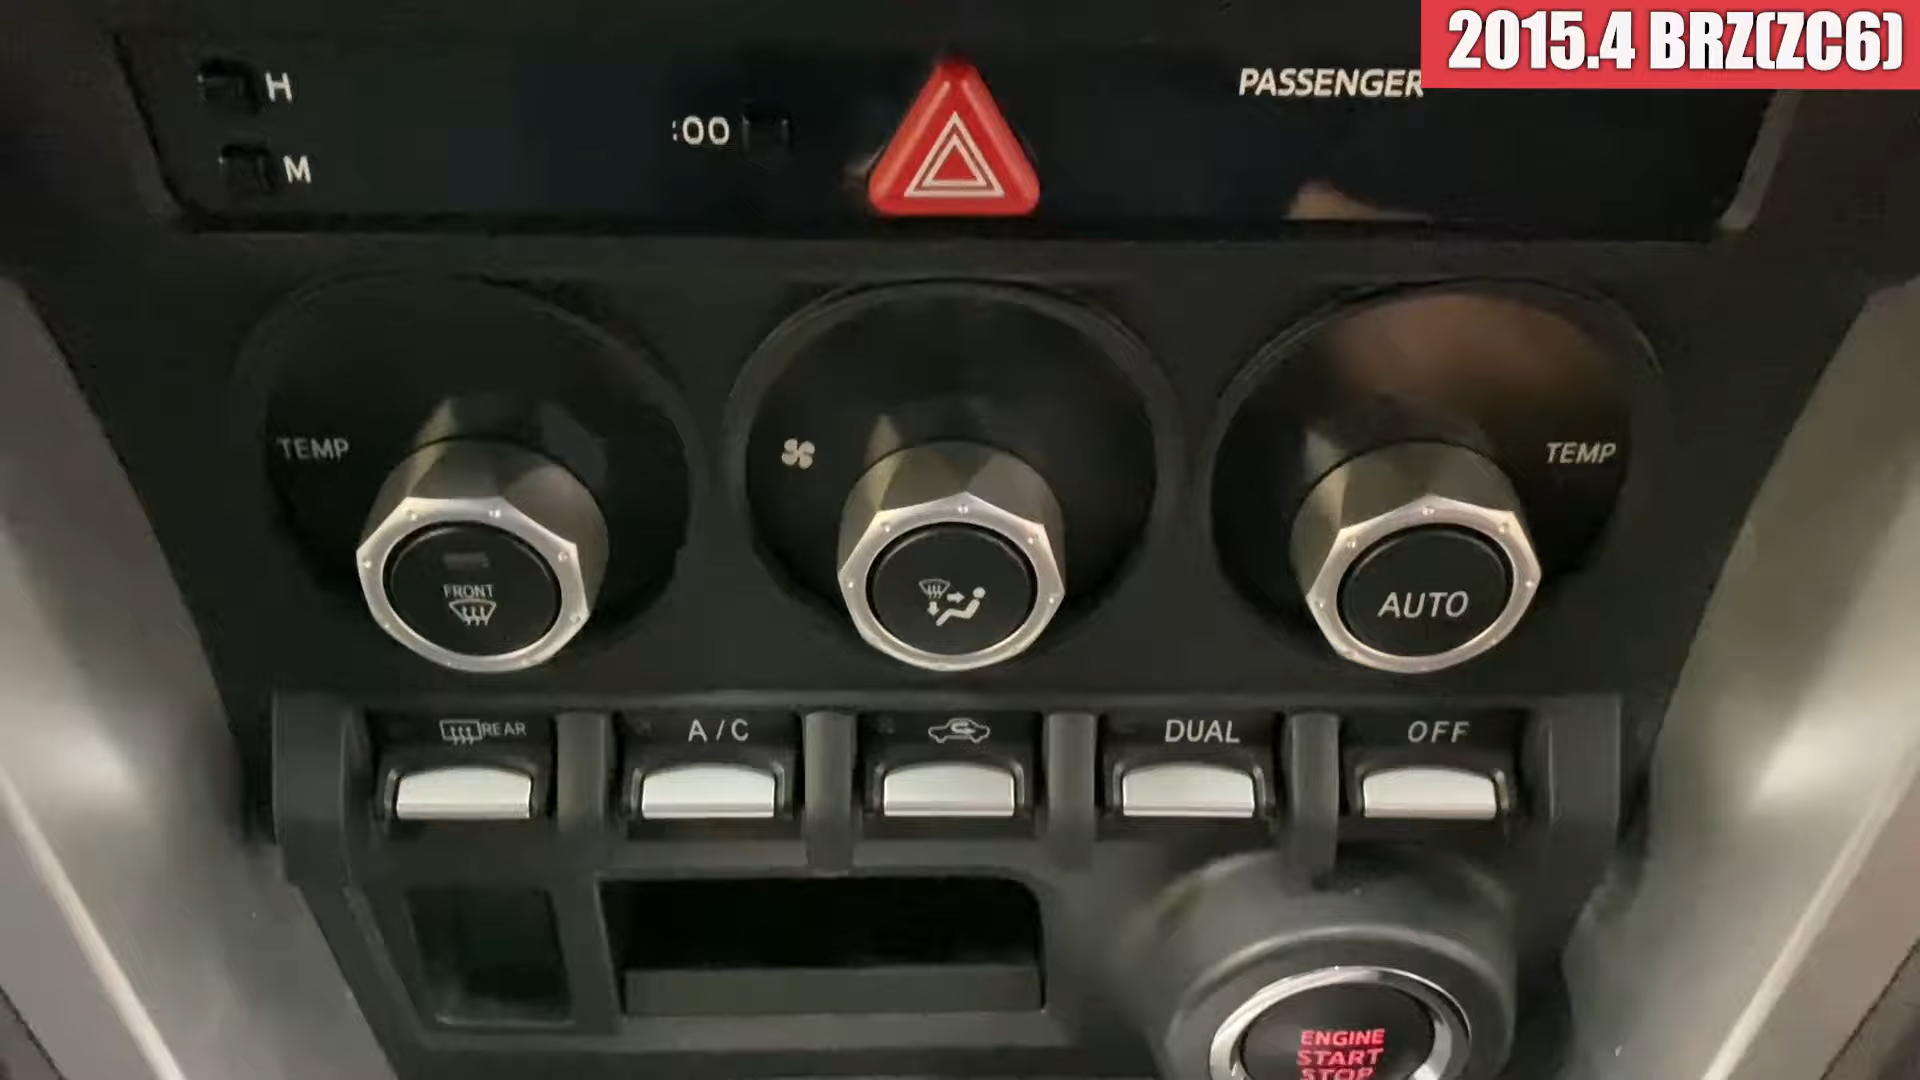 2015.4 BRZ(ZC6)
H
:00
PASSENGER
M
TEMP
TEMP
FRONT
AUTO
REAR
A/C
DUAL
OFF
ENGINE
START
STOP